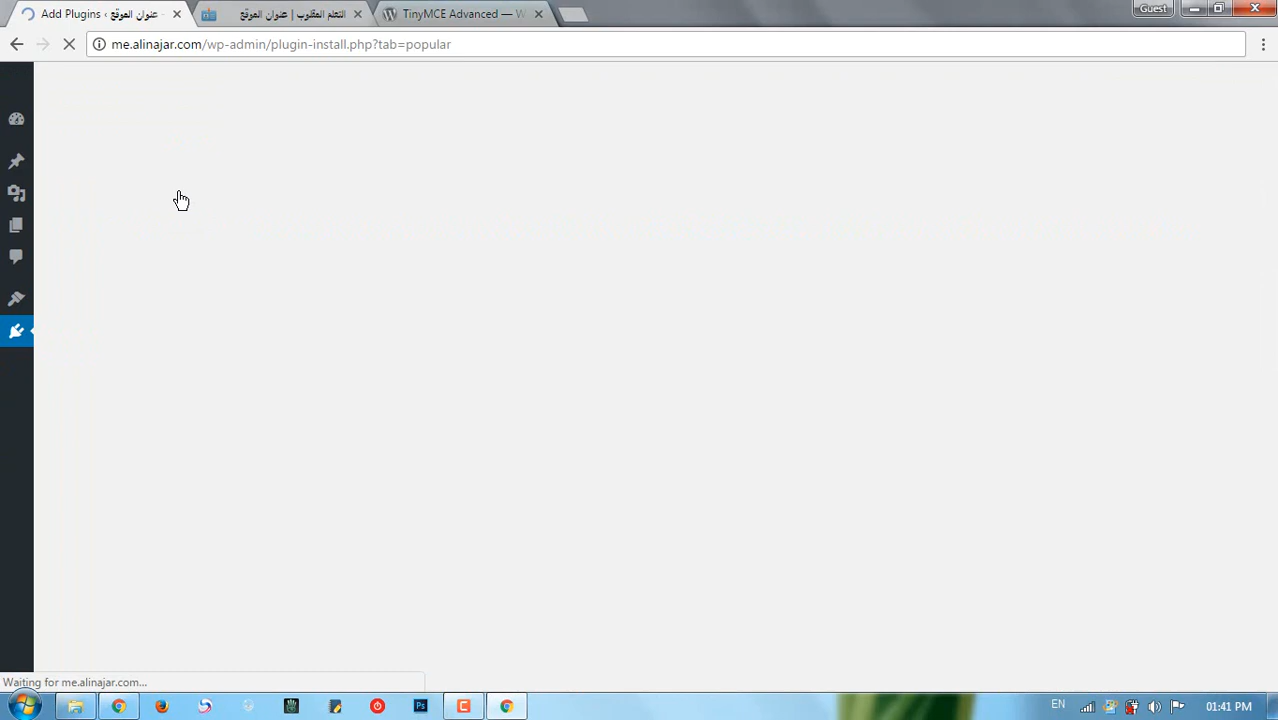 Add Plugins ‹ عنوان الموقع -
التعلم المقلوب | عنوان الموقع
TinyMCE Advanced — W
Guest
me.alinajar.com/wp-admin/plugin-install.php?tab=popular
Waiting for me.alinajar.com...
Ps
EN
01:41 PM